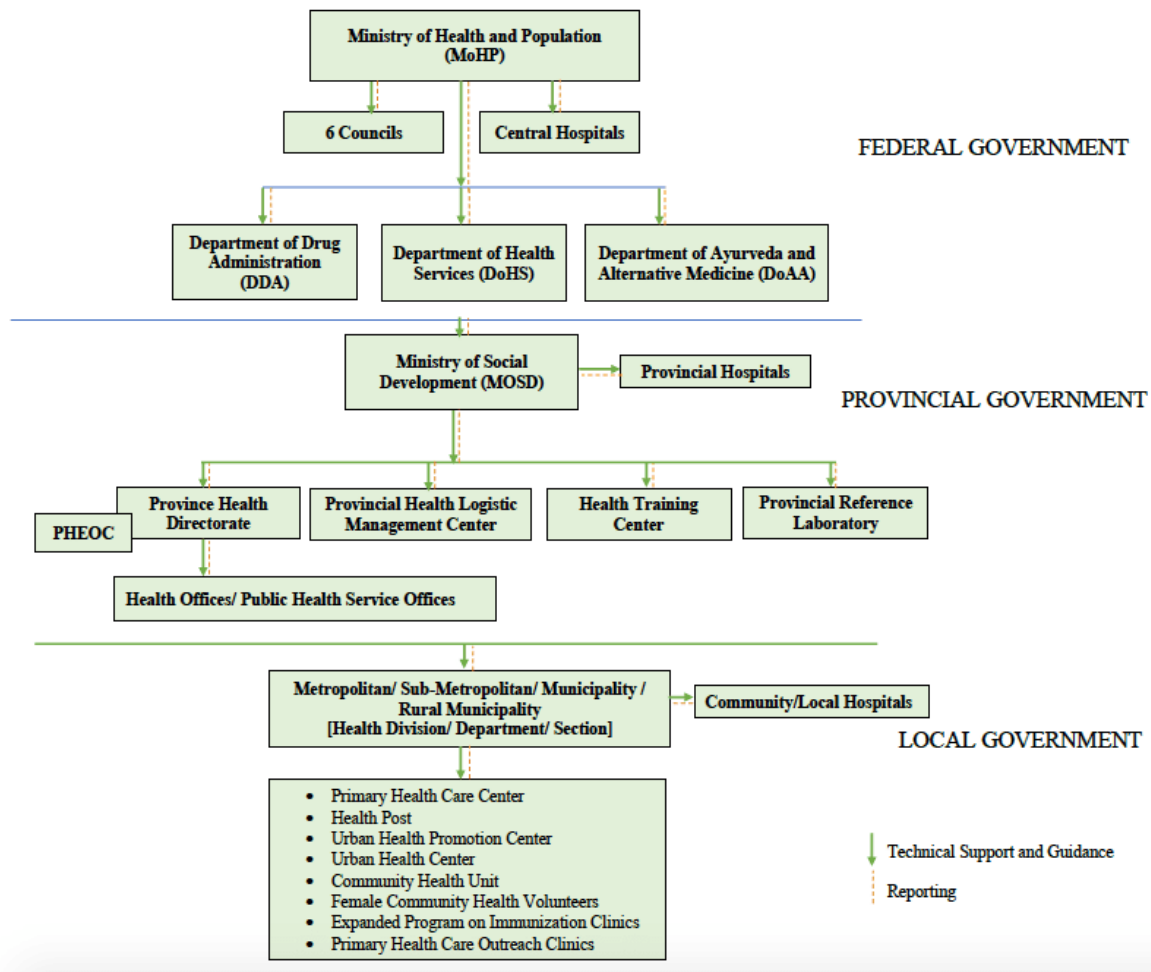 Ministry of Health and Population
(MoHP)
6 Councils
Central Hospitals
FEDERAL GOVERNMENT
Department of Drug
Administration
(DDA)
Department of Health
Services (DoHS)
Department of Ayurveda and
Alternative Medicine (DoAA)
Ministry of Social
Development (MOSD)
Provincial Hospitals
PROVINCIAL GOVERNMENT
Province Health
Directorate
PHEOC
Provincial Health Logistic
Management Center
Health Training
Center
Provincial Reference
Laboratory
Health Offices/ Public Health Service Offices
Metropolitan/ Sub-Metropolitan/ Municipality /
Rural Municipality
[Health Division/ Department/ Section]
Community/Local Hospitals
LOCAL GOVERNMENT
• Primary Health Care Center
• Health Post
• Urban Health Promotion Center
• Urban Health Center
• Community Health Unit
• Female Community Health Volunteers
• Expanded Program on Immunization Clinics
• Primary Health Care Outreach Clinics
Technical Support and Guidance
Reporting